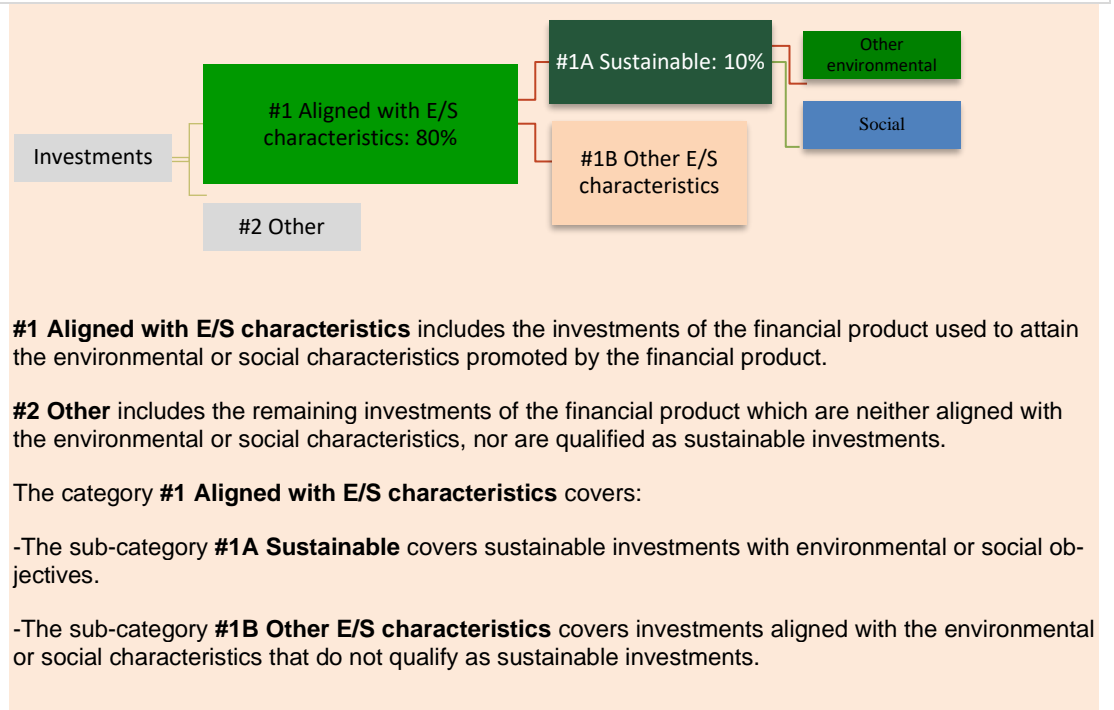 Investments
#1 Aligned with E/S
characteristics: 80%
#2 Other
#1A Sustainable: 10%
#1B Other E/S
characteristics
Other
environmental
Social
#1 Aligned with E/S characteristics includes the investments of the financial product used to attain
the environmental or social characteristics promoted by the financial product.
#2 Other includes the remaining investments of the financial product which are neither aligned with
the environmental or social characteristics, nor are qualified as sustainable investments.
The category #1 Aligned with E/S characteristics covers:
-The sub-category #1A Sustainable covers sustainable investments with environmental or social ob-
jectives.
-The sub-category #1B Other E/S characteristics covers investments aligned with the environmental
or social characteristics that do not qualify as sustainable investments.